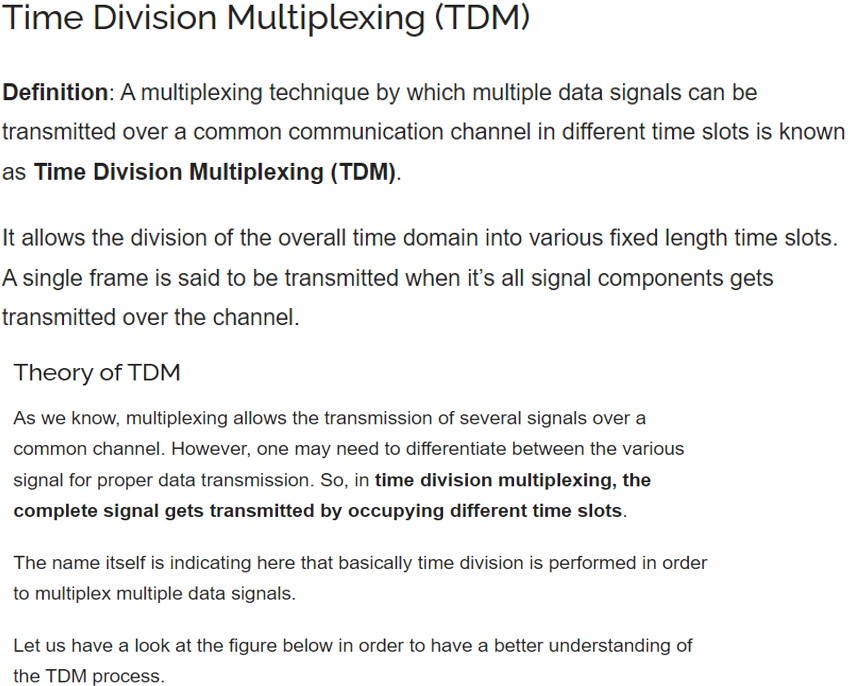 Time Division Multiplexing (TDM)
Definition: A multiplexing technique by which multiple data signals can be
transmitted over a common communication channel in different time slots is known
as Time Division Multiplexing (TDM).
It allows the division of the overall time domain into various fixed length time slots.
A single frame is said to be transmitted when it’s all signal components gets
transmitted over the channel.
Theory of TDM
As we know, multiplexing allows the transmission of several signals over a
common channel. However, one may need to differentiate between the various
signal for proper data transmission. So, in time division multiplexing, the
complete signal gets transmitted by occupying different time slots.
The name itself is indicating here that basically time division is performed in order
to multiplex multiple data signals.
Let us have a look at the figure below in order to have a better understanding of
the TDM process.